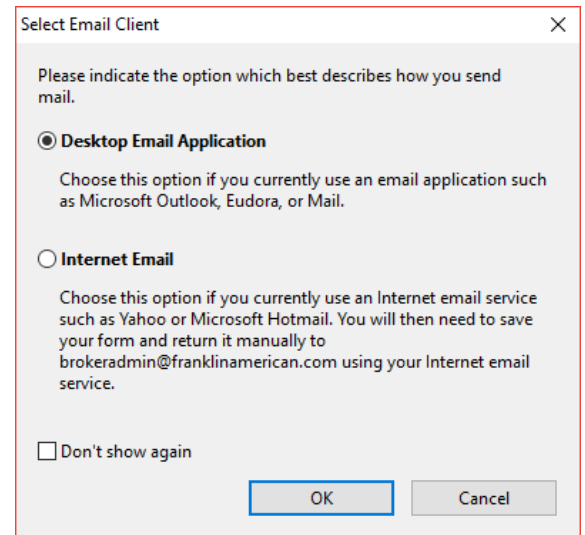 Select Email Client
Please indicate the option which best describes how you send
mail.
Desktop Email Application
Choose this option if you currently use an email application such
as Microsoft Outlook, Eudora, or Mail.
Internet Email
Choose this option if you currently use an Internet email service
such as Yahoo or Microsoft Hotmail. You will then need to save
your form and return it manually to
brokeradmin@franklinamerican.com using your Internet email
service.
Don't show again
OK
Cancel